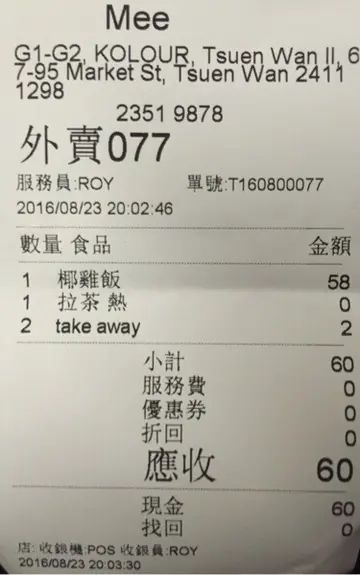 Mee
G1-G2, KOLOUR, Tsuen Wan II, 6
7-95 Market St, Tsuen Wan 2411
1298
2351 9878
外賣077
服務員:ROY 單號:T160800077
2016/08/23 20:02:46
數量 食品 金額
1 椰雞飯 58
1 拉茶 熱 0
2 take away 2
小計 60
服務費 0
優惠券 0
折回 0
應收 60
現金 60
找回 0
店: 收銀機:POS 收銀員:ROY
2016/08/23 20:03:30